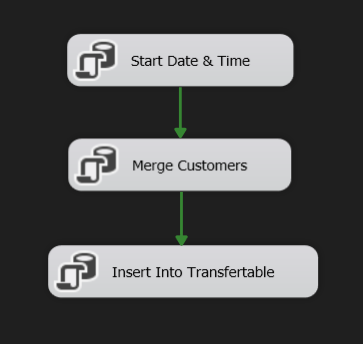 Start Date & Time
Merge Customers
Insert Into Transfertable